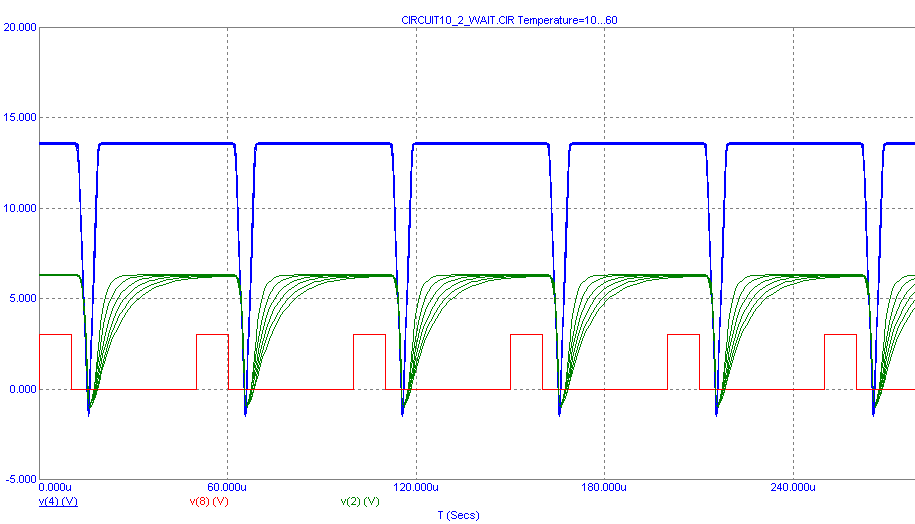 CIRCUIT10_2_WAIT.CIR Temperature=10...60
20.000
15.000
10.000
5.000
0.000
-5.000
0.000u 60.000u 120.000u 180.000u 240.000u
v(4) (V) v(8) (V) v(2) (V)
T (Secs)